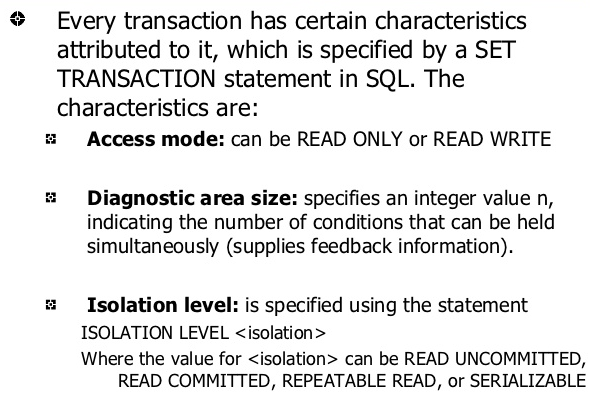 Every transaction has certain characteristics
attributed to it, which is specified by a SET
TRANSACTION statement in SQL. The
characteristics are:
Access mode: can be READ ONLY or READ WRITE
Diagnostic area size: specifies an integer value n,
indicating the number of conditions that can be held
simultaneously (supplies feedback information).
Isolation level: is specified using the statement
ISOLATION LEVEL <isolation>
Where the value for <isolation> can be READ UNCOMMITTED,
READ COMMITTED, REPEATABLE READ, or SERIALIZABLE